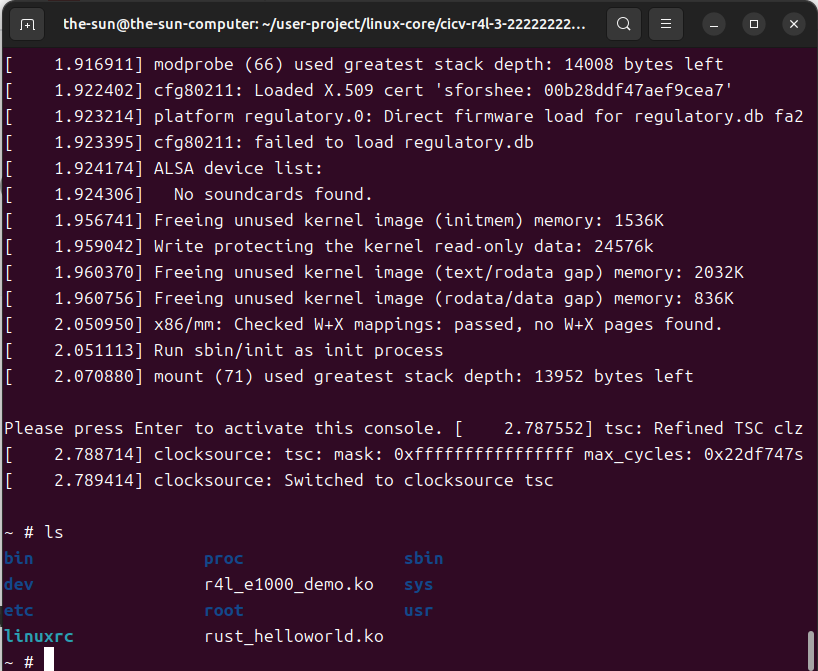 the-sun@the-sun-computer: ~/user-project/linux-core/cicv-r4l-3-22222222...
[    1.916911] modprobe (66) used greatest stack depth: 14008 bytes left
[    1.922402] cfg80211: Loaded X.509 cert 'sforshee: 00b28ddf47aef9cea7'
[    1.923214] platform regulatory.0: Direct firmware load for regulatory.db fa2
[    1.923395] cfg80211: failed to load regulatory.db
[    1.924174] ALSA device list:
[    1.924306]   No soundcards found.
[    1.956741] Freeing unused kernel image (initmem) memory: 1536K
[    1.959042] Write protecting the kernel read-only data: 24576k
[    1.960370] Freeing unused kernel image (text/rodata gap) memory: 2032K
[    1.960756] Freeing unused kernel image (rodata/data gap) memory: 836K
[    2.050950] x86/mm: Checked W+X mappings: passed, no W+X pages found.
[    2.051113] Run sbin/init as init process
[    2.070880] mount (71) used greatest stack depth: 13952 bytes left
Please press Enter to activate this console. [    2.787552] tsc: Refined TSC clz
[    2.788714] clocksource: tsc: mask: 0xffffffffffffffff max_cycles: 0x22df747s
[    2.789414] clocksource: Switched to clocksource tsc
~ # ls
bin                 proc                sbin
dev                 r4l_e1000_demo.ko   sys
etc                 root                usr
linuxrc             rust_helloworld.ko
~ #